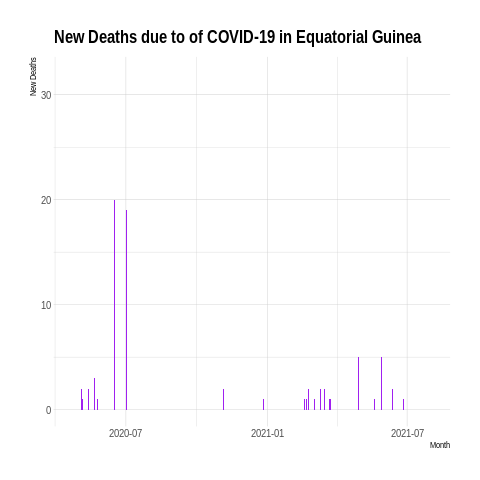 New Deaths due to of COVID-19 in Equatorial Guinea
New Deaths
30
20
10
0
2020-07
2021-01
2021-07
Month